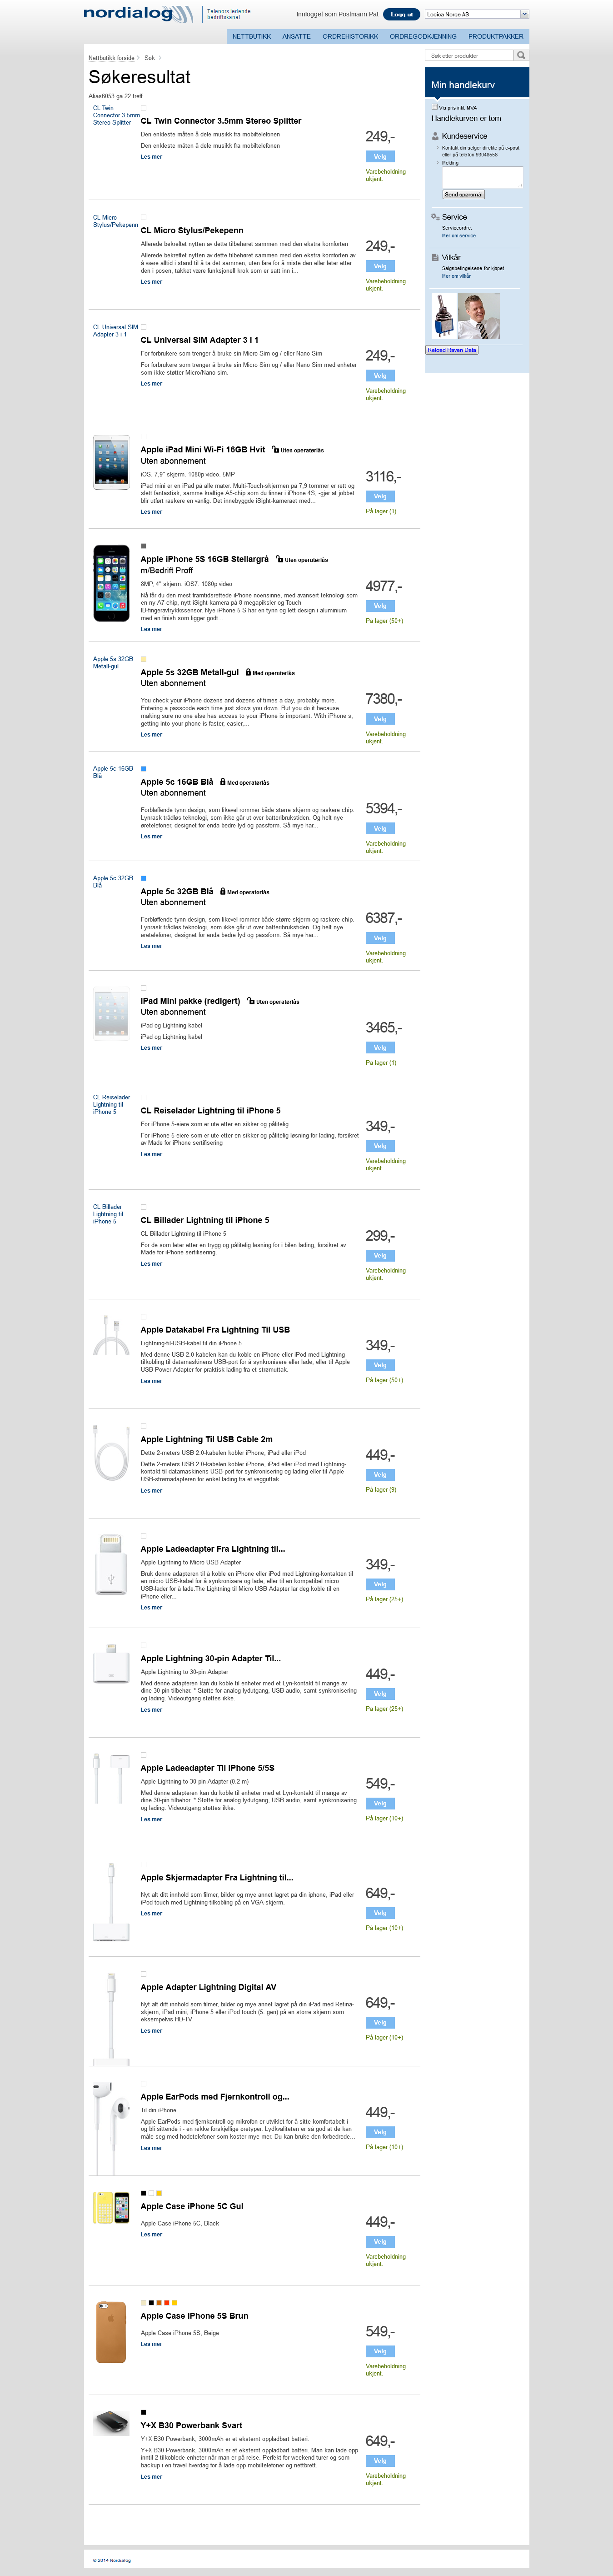 nordialog
Telenors ledende
bedriftskanal
Innlogget som Postmann Pat
Logg ut
Logica Norge AS
NETTBUTIKK ANSATTE ORDREHISTORIKK ORDREGODKJENNING PRODUKTPAKKER
Nettbutikk forside › Søk ›
Søk etter produkter
Søkeresultat
Alias6053 ga 22 treff
CL Twin
Connector 3.5mm
Stereo Splitter
CL Twin Connector 3.5mm Stereo Splitter
Den enkleste måten å dele musikk fra mobiltelefonen
Den enkleste måten å dele musikk fra mobiltelefonen
Les mer
249,-
Velg
Varebeholdning
ukjent.
CL Micro
Stylus/Pekepenn
CL Micro Stylus/Pekepenn
Allerede bekreftet nytten av dette tilbehøret sammen med den ekstra komforten
Allerede bekreftet nytten av dette tilbehøret sammen med den ekstra komforten av
å være alltid i stand til å ta det sammen, uten fare for å miste den eller leter etter
den i posen, takket være funksjonell krok som er satt inn i...
Les mer
249,-
Velg
Varebeholdning
ukjent.
CL Universal SIM
Adapter 3 i 1
CL Universal SIM Adapter 3 i 1
For forbrukere som trenger å bruke sin Micro Sim og / eller Nano Sim
For forbrukere som trenger å bruke sin Micro Sim og / eller Nano Sim med enheter
som ikke støtter Micro/Nano sim.
Les mer
249,-
Velg
Varebeholdning
ukjent.
Apple iPad Mini Wi-Fi 16GB Hvit Uten operatørlås
Uten abonnement
iOS. 7,9" skjerm. 1080p video. 5MP
iPad mini er en iPad på alle måter. Multi-Touch-skjermen på 7,9 tommer er rett og
slett fantastisk, samme kraftige A5-chip som du finner i iPhone 4S, -gjør at jobbet
blir utført raskere en vanlig. Det innebygde iSight-kameraet med...
Les mer
3116,-
Velg
På lager (1)
Apple iPhone 5S 16GB Stellargrå Uten operatørlås
m/Bedrift Proff
8MP, 4" skjerm. iOS7. 1080p video
Nå får du den mest framtidsrettede iPhone noensinne, med avansert teknologi som
en ny A7-chip, nytt iSight-kamera på 8 megapiksler og Touch
ID-fingeravtrykkssensor. Nye iPhone 5 S har en tynn og lett design i aluminium
med en finish som ligger godt...
Les mer
4977,-
Velg
På lager (50+)
Apple 5s 32GB
Metall-gul
Apple 5s 32GB Metall-gul Med operatørlås
Uten abonnement
You check your iPhone dozens and dozens of times a day, probably more.
Entering a passcode each time just slows you down. But you do it because
making sure no one else has access to your iPhone is important. With iPhone s,
getting into your phone is faster, easier,...
Les mer
7380,-
Velg
Varebeholdning
ukjent.
Apple 5c 16GB
Blå
Apple 5c 16GB Blå Med operatørlås
Uten abonnement
Forbløffende tynn design, som likevel rommer både større skjerm og raskere chip.
Lynrask trådløs teknologi, som ikke går ut over batteribrukstiden. Og helt nye
øretelefoner, designet for enda bedre lyd og passform. Så mye har...
Les mer
5394,-
Velg
Varebeholdning
ukjent.
Apple 5c 32GB
Blå
Apple 5c 32GB Blå Med operatørlås
Uten abonnement
Forbløffende tynn design, som likevel rommer både større skjerm og raskere chip.
Lynrask trådløs teknologi, som ikke går ut over batteribrukstiden. Og helt nye
øretelefoner, designet for enda bedre lyd og passform. Så mye har...
Les mer
6387,-
Velg
Varebeholdning
ukjent.
iPad Mini pakke (redigert) Uten operatørlås
Uten abonnement
iPad og Lightning kabel
iPad og Lightning kabel
Les mer
3465,-
Velg
På lager (1)
CL Reiselader
Lightning til
iPhone 5
CL Reiselader Lightning til iPhone 5
For iPhone 5-eiere som er ute etter en sikker og pålitelig
For iPhone 5-eiere som er ute etter en sikker og pålitelig løsning for lading, forsikret
av Made for iPhone sertifisering
Les mer
349,-
Velg
Varebeholdning
ukjent.
CL Billader
Lightning til
iPhone 5
CL Billader Lightning til iPhone 5
CL Billader Lightning til iPhone 5
For de som leter etter en trygg og pålitelig løsning for i bilen lading, forsikret av
Made for iPhone sertifisering.
Les mer
299,-
Velg
Varebeholdning
ukjent.
Apple Datakabel Fra Lightning Til USB
Lightning-til-USB-kabel til din iPhone 5
Med denne USB 2.0-kabelen kan du koble en iPhone eller iPod med Lightning-
tilkobling til datamaskinens USB-port for å synkronisere eller lade, eller til Apple
USB Power Adapter for praktisk lading fra et strømuttak.
Les mer
349,-
Velg
På lager (50+)
Apple Lightning Til USB Cable 2m
Dette 2-meters USB 2.0-kabelen kobler iPhone, iPad eller iPod
Dette 2-meters USB 2.0-kabelen kobler iPhone, iPad eller iPod med Lightning-
kontakt til datamaskinens USB-port for synkronisering og lading eller til Apple
USB-strømadapteren for enkel lading fra et vegguttak..
Les mer
449,-
Velg
På lager (9)
Apple Ladeadapter Fra Lightning til...
Apple Lightning to Micro USB Adapter
Bruk denne adapteren til å koble en iPhone eller iPod med Lightning-kontakten til
en micro USB-kabel for å synkronisere og lade, eller til en kompatibel micro
USB-lader for å lade.The Lightning til Micro USB Adapter lar deg koble til en
iPhone eller...
Les mer
349,-
Velg
På lager (25+)
Apple Lightning 30-pin Adapter Til...
Apple Lightning to 30-pin Adapter
Med denne adapteren kan du koble til enheter med et Lyn-kontakt til mange av
dine 30-pin tilbehør. * Støtte for analog lydutgang, USB audio, samt synkronisering
og lading. Videoutgang støttes ikke.
Les mer
449,-
Velg
På lager (25+)
Apple Ladeadapter Til iPhone 5/5S
Apple Lightning to 30-pin Adapter (0.2 m)
Med denne adapteren kan du koble til enheter med et Lyn-kontakt til mange av
dine 30-pin tilbehør. * Støtte for analog lydutgang, USB audio, samt synkronisering
og lading. Videoutgang støttes ikke.
Les mer
549,-
Velg
På lager (10+)
Apple Skjermadapter Fra Lightning til...
Nyt alt ditt innhold som filmer, bilder og mye annet lagret på din iphone, iPad eller
iPod touch med Lightning-tilkobling på en VGA-skjerm.
Les mer
649,-
Velg
På lager (10+)
Apple Adapter Lightning Digital AV
Nyt alt ditt innhold som filmer, bilder og mye annet lagret på din iPad med Retina-
skjerm, iPad mini, iPhone 5 eller iPod touch (5. gen) på en større skjerm som
eksempelvis HD-TV
Les mer
649,-
Velg
På lager (10+)
Apple EarPods med Fjernkontroll og...
Til din iPhone
Apple EarPods med fjernkontroll og mikrofon er utviklet for å sitte komfortabelt i -
og bli sittende i - en rekke forskjellige øretyper. Lydkvaliteten er så god at de kan
måle seg med hodetelefoner som koster mye mer. Du kan bruke den forbedrede...
Les mer
449,-
Velg
På lager (10+)
Apple Case iPhone 5C Gul
Apple Case iPhone 5C, Black
Les mer
449,-
Velg
Varebeholdning
ukjent.
Apple Case iPhone 5S Brun
Apple Case iPhone 5S, Beige
Les mer
549,-
Velg
Varebeholdning
ukjent.
Y+X B30 Powerbank Svart
Y+X B30 Powerbank, 3000mAh er et eksternt oppladbart batteri.
Y+X B30 Powerbank, 3000mAh er et eksternt oppladbart batteri. Man kan lade opp
inntil 2 tilkoblede enheter når man er på reise. Perfekt for weekend-turer og som
backup i en travel hverdag for å lade opp mobiltelefoner og nettbrett.
Les mer
649,-
Velg
Varebeholdning
ukjent.
Min handlekurv
Vis pris inkl. MVA
Handlekurven er tom
Kundeservice
Kontakt din selger direkte på e-post
eller på telefon 93040558
Melding
Send spørsmål
Service
Serviceordre.
Mer om service
Vilkår
Salgsbetingelsene for kjøpet
Mer om vilkår
Reload Raven Data
© 2014 Nordialog